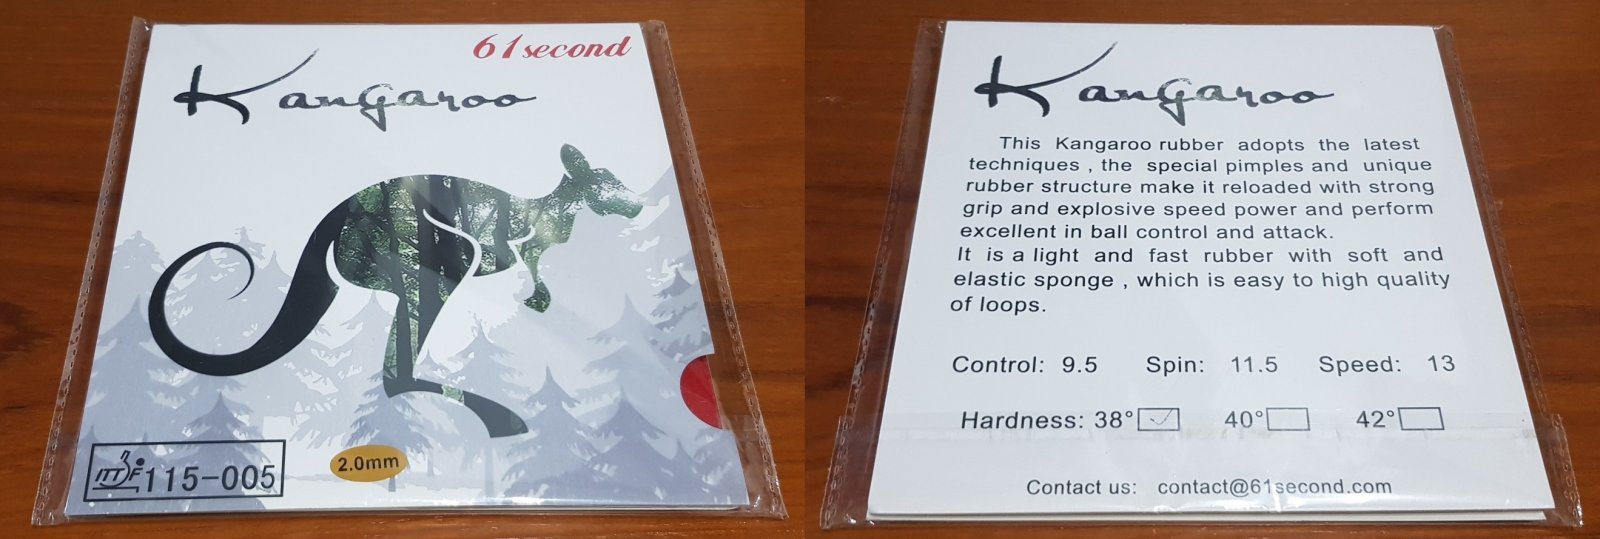 61second
Kangaroo
ITTF 115-005
2.0mm
Kangaroo
This Kangaroo rubber adopts the latest
techniques , the special pimples and unique
rubber structure make it reloaded with strong
grip and explosive speed power and perform
excellent in ball control and attack.
It is a light and fast rubber with soft and
elastic sponge , which is easy to high quality
of loops.
Control: 9.5 Spin: 11.5 Speed: 13
Hardness: 38° 40° 42°
Contact us: contact@61second.com